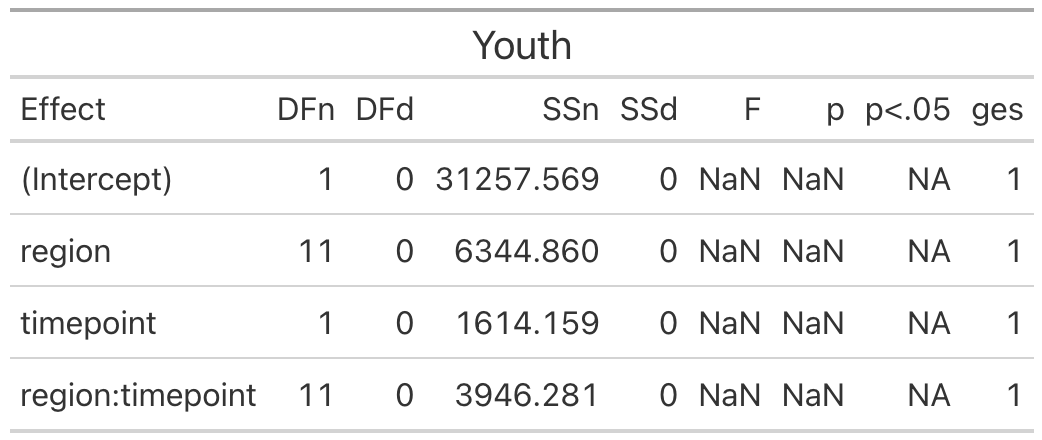 Youth
Effect DFn DFd SSn SSd F p p<.05 ges
(Intercept) 1 0 31257.569 0 NaN NaN NA 1
region 11 0 6344.860 0 NaN NaN NA 1
timepoint 1 0 1614.159 0 NaN NaN NA 1
region:timepoint 11 0 3946.281 0 NaN NaN NA 1